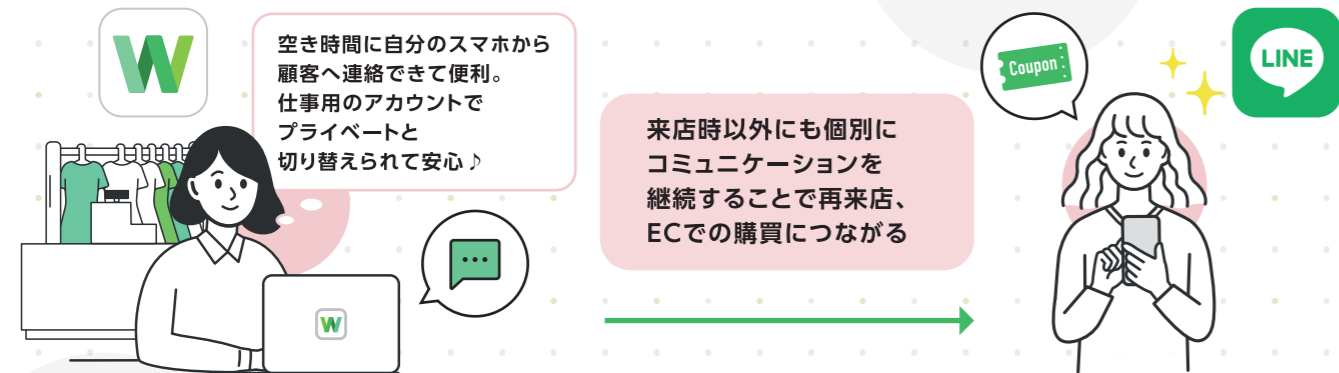 W
空き時間に自分のスマホから
顧客へ連絡できて便利。
仕事用のアカウントで
プライベートと
切り替えられて安心♪
W
来店時以外にも個別に
コミュニケーションを
継続することで再来店、
ECでの購買につながる
Coupon
LINE